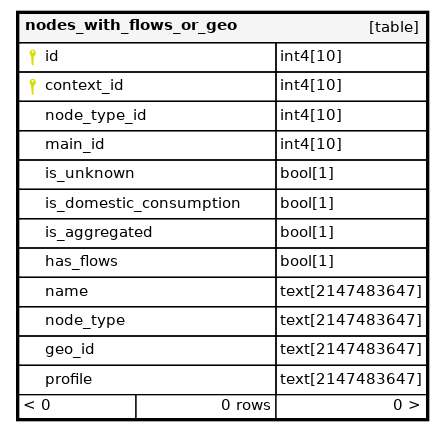 nodes_with_flows_or_geo [table]
id int4[10]
context_id int4[10]
node_type_id int4[10]
main_id int4[10]
is_unknown bool[1]
is_domestic_consumption bool[1]
is_aggregated bool[1]
has_flows bool[1]
name text[2147483647]
node_type text[2147483647]
geo_id text[2147483647]
profile text[2147483647]
< 0 0 rows 0 >